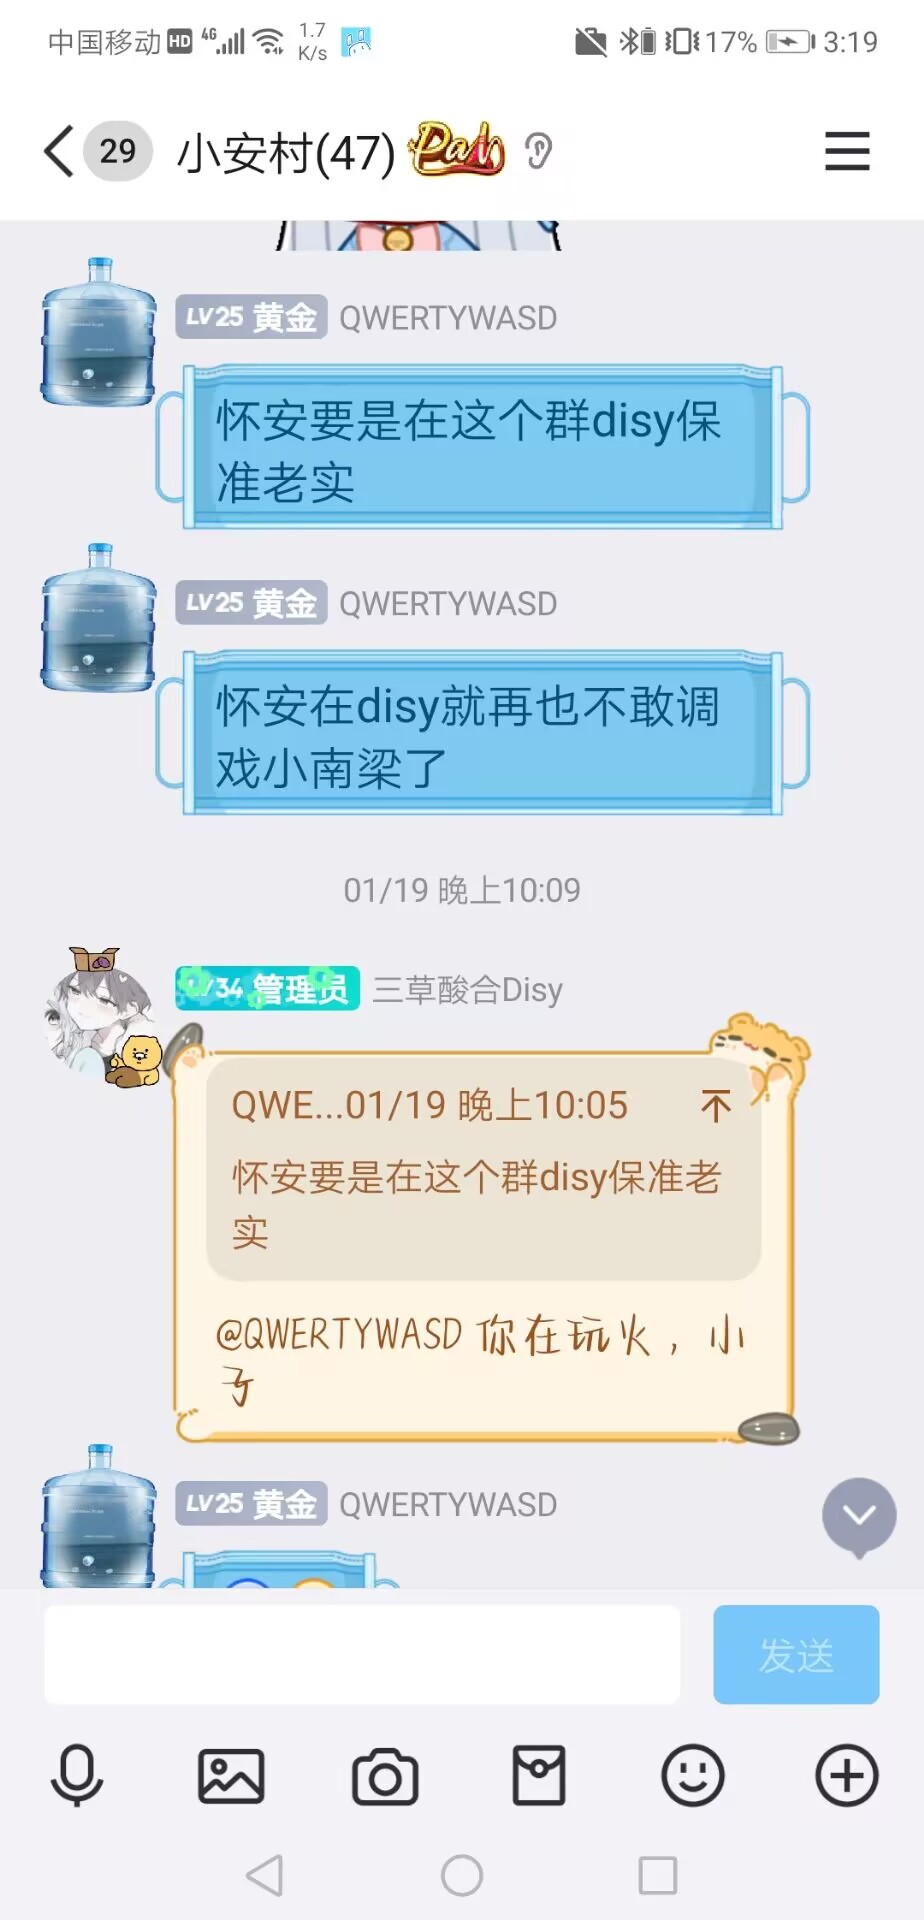 中国移动 HD 4G 1.7 K/s 17% 3:19
29 小安村(47)
LV25 黄金 QWERTYWASD
怀安要是在这个群disy保
准老实
LV25 黄金 QWERTYWASD
怀安在disy就再也不敢调
戏小南梁了
01/19 晚上10:09
34 管理员 三草酸合Disy
QWE...01/19 晚上10:05
怀安要是在这个群disy保准老
实
@QWERTYWASD 你在玩火，小
子
LV25 黄金 QWERTYWASD
发送